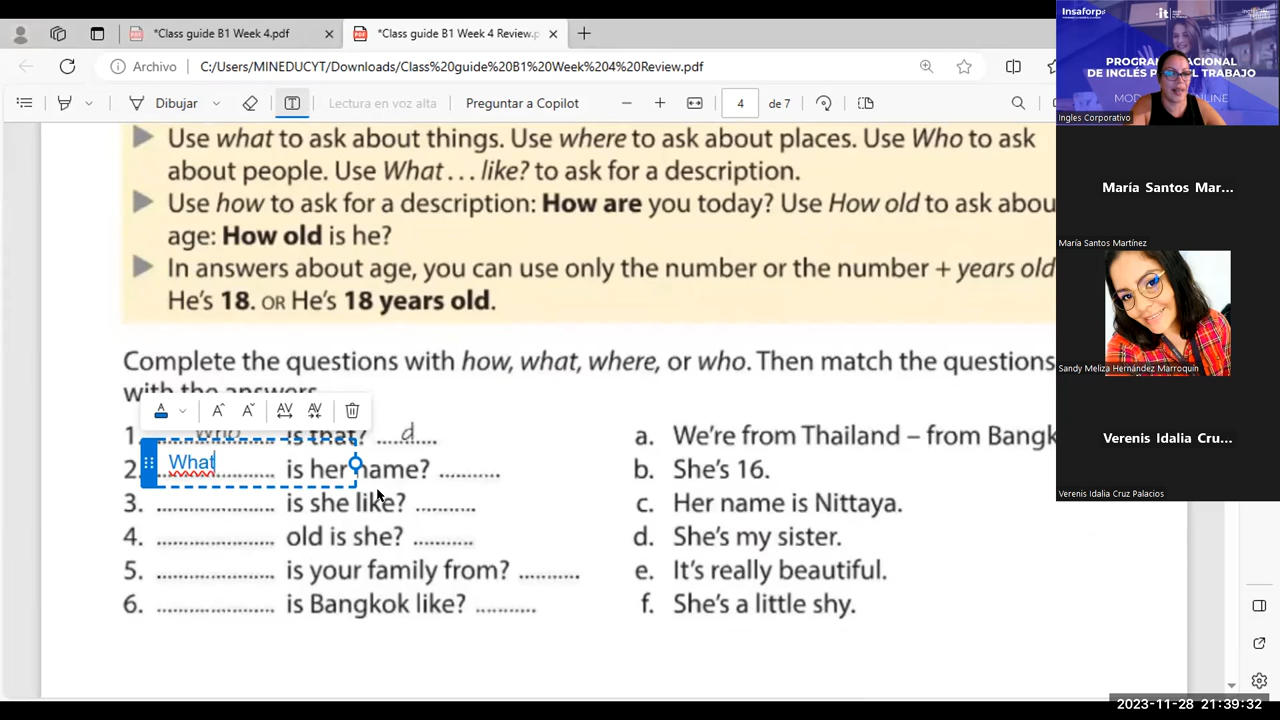 *Class guide B1 Week 4.pdf
*Class guide B1 Week 4 Review.pdf
Archivo
C:/Users/MINEDUCYT/Downloads/Class%20guide%20B1%20Week%204%20Review.pdf
Dibujar
Lectura en voz alta
Preguntar a Copilot
4
de 7
Use what to ask about things. Use where to ask about places. Use Who to ask
about people. Use What . . . like? to ask for a description.
Use how to ask for a description: How are you today? Use How old to ask abou
age: How old is he?
In answers about age, you can use only the number or the number + years old
He's 18. OR He's 18 years old.
Complete the questions with how, what, where, or who. Then match the questions
with the answers
1. Who is that? d
2. What is her name? ...........
3. ...................... is she like? ...........
4. ...................... old is she? ...........
5. ...................... is your family from? ...........
6. ...................... is Bangkok like? ...........
a. We're from Thailand – from Bangk
b. She's 16.
c. Her name is Nittaya.
d. She's my sister.
e. It's really beautiful.
f. She's a little shy.
Insaforp
Ingles Corporativo
María Santos Mar...
María Santos Martínez
Sandy Meliza Hernández Marroquín
Verenis Idalia Cru...
Verenis Idalia Cruz Palacios
2023-11-28 21:39:32